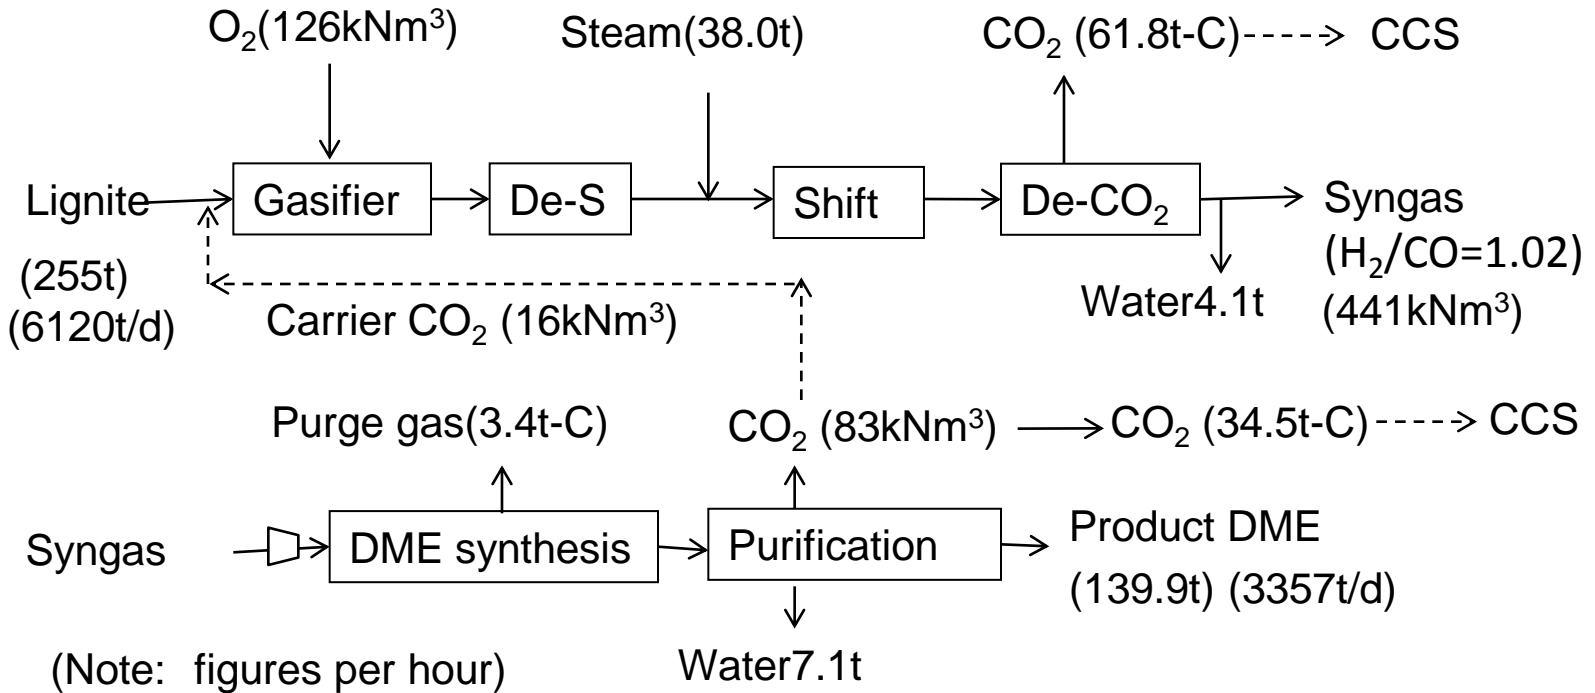 O₂(126kNm³)
Steam(38.0t)
CO₂ (61.8t-C)
CCS
Lignite
Gasifier
De-S
Shift
De-CO₂
Syngas
(H₂/CO=1.02)
(441kNm³)
(255t)
(6120t/d)
Carrier CO₂ (16kNm³)
Water4.1t
Purge gas(3.4t-C)
CO₂ (83kNm³)
CO₂ (34.5t-C)
CCS
Syngas
DME synthesis
Purification
Product DME
(139.9t) (3357t/d)
(Note: figures per hour)
Water7.1t